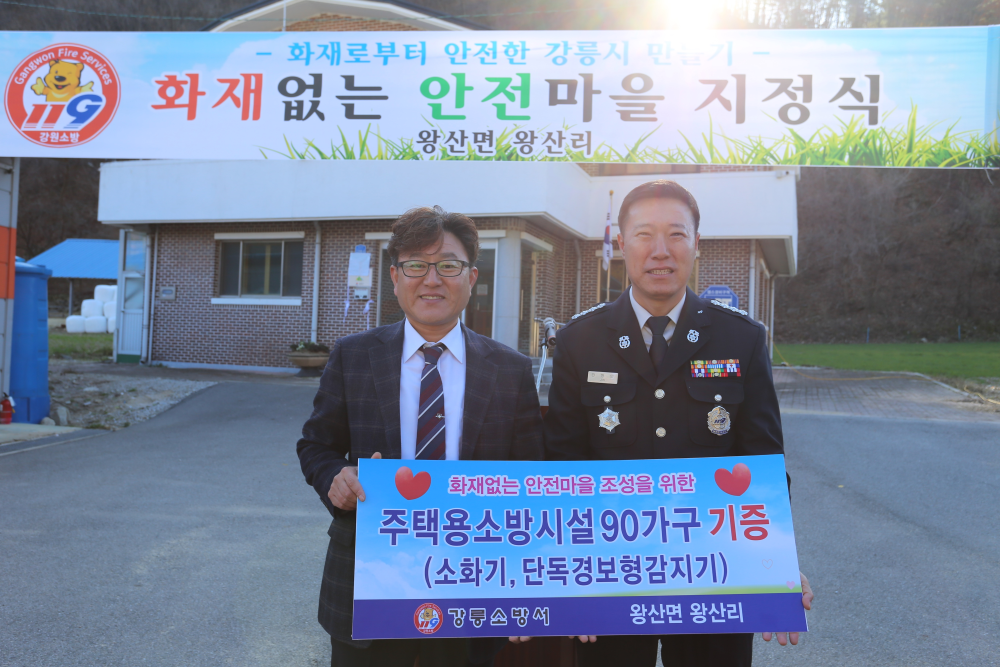 - 화재로부터 안전한 강릉시 만들기 -
Gangwon Fire Services
119
강원소방
화재없는 안전마을 지정식
왕산면 왕산리
화재없는 안전마을 조성을 위한
주택용소방시설 90가구 기증
(소화기, 단독경보형감지기)
119
강릉소방서
왕산면 왕산리